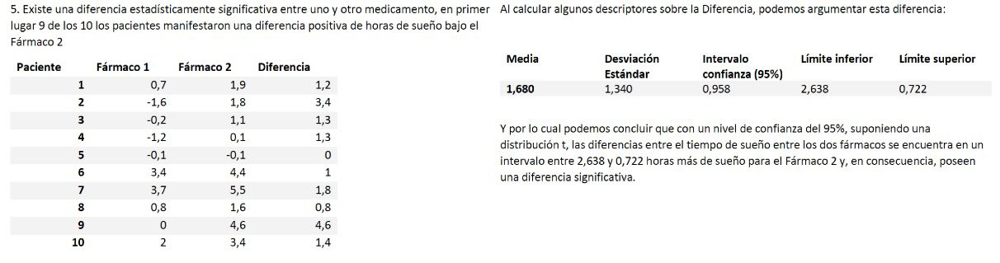 5. Existe una diferencia estadísticamente significativa entre uno y otro medicamento, en primer
lugar 9 de los 10 los pacientes manifestaron una diferencia positiva de horas de sueño bajo el
Fármaco 2
Paciente Fármaco 1 Fármaco 2 Diferencia
1 0,7 1,9 1,2
2 -1,6 1,8 3,4
3 -0,2 1,1 1,3
4 -1,2 0,1 1,3
5 -0,1 -0,1 0
6 3,4 4,4 1
7 3,7 5,5 1,8
8 0,8 1,6 0,8
9 0 4,6 4,6
10 2 3,4 1,4
Al calcular algunos descriptores sobre la Diferencia, podemos argumentar esta diferencia:
Media Desviación Intervalo Límite inferior Límite superior
Estándar confianza (95%)
1,680 1,340 0,958 2,638 0,722
Y por lo cual podemos concluir que con un nivel de confianza del 95%, suponiendo una
distribución t, las diferencias entre el tiempo de sueño entre los dos fármacos se encuentra en un
intervalo entre 2,638 y 0,722 horas más de sueño para el Fármaco 2 y, en consecuencia, poseen
una diferencia significativa.